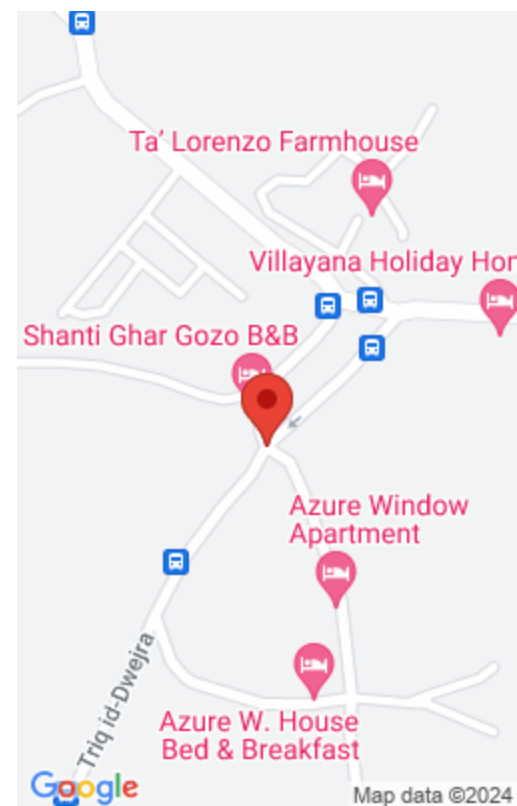 Ta' Lorenzo Farmhouse
Villayana Holiday Hom
Shanti Ghar Gozo B&B
Azure Window
Apartment
Triq id-Dwejra
Azure W. House
Bed & Breakfast
Google
Map data ©2024